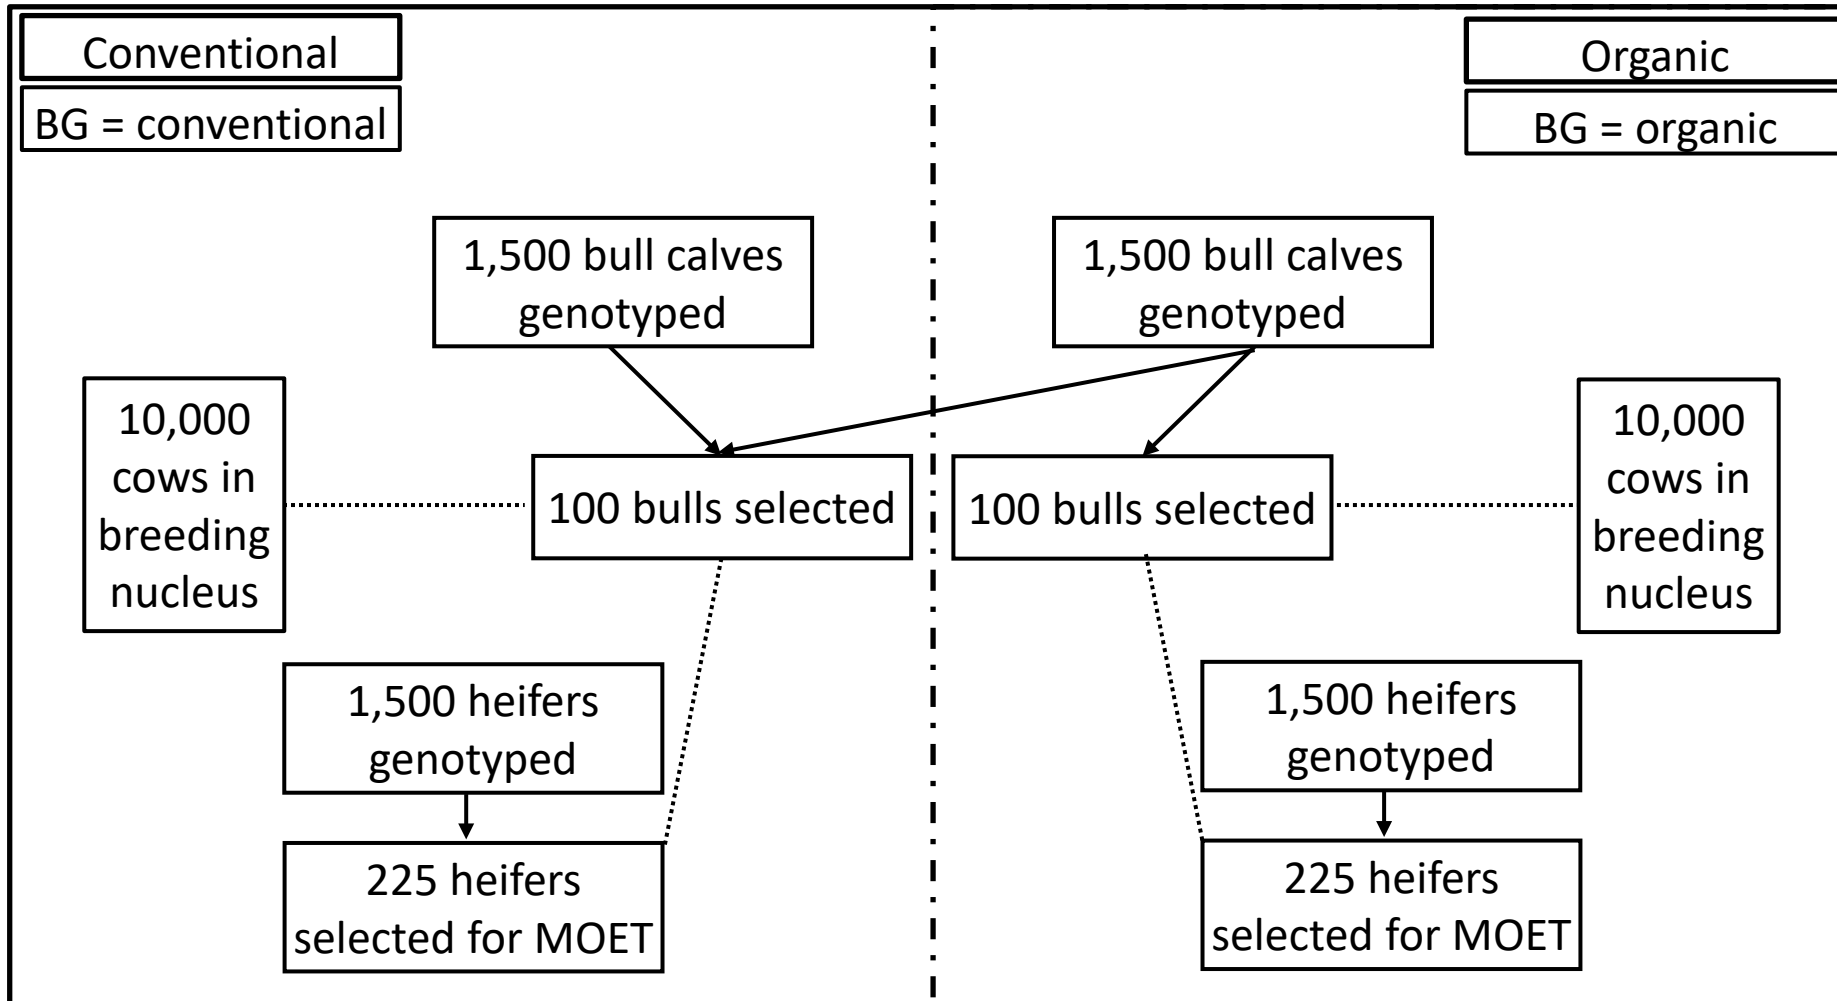 Conventional
BG = conventional
Organic
BG = organic
1,500 bull calves
genotyped
1,500 bull calves
genotyped
10,000
cows in
breeding
nucleus
100 bulls selected
100 bulls selected
10,000
cows in
breeding
nucleus
1,500 heifers
genotyped
1,500 heifers
genotyped
225 heifers
selected for MOET
225 heifers
selected for MOET